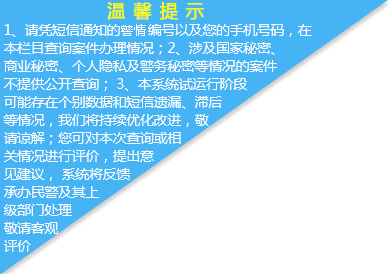 温馨提示
1、请凭短信通知的警情编号以及您的手机号码，在
本栏目查询案件办理情况；2、涉及国家秘密、
商业秘密、个人隐私及警务秘密等情况的案件
不提供公开查询； 3、本系统试运行阶段
可能存在个别数据和短信遗漏、滞后
等情况，我们将持续优化改进，敬
请谅解；您可对本次查询或相
关情况进行评价，提出意
见建议， 系统将反馈
承办民警及其上
级部门处理
敬请客观
评价